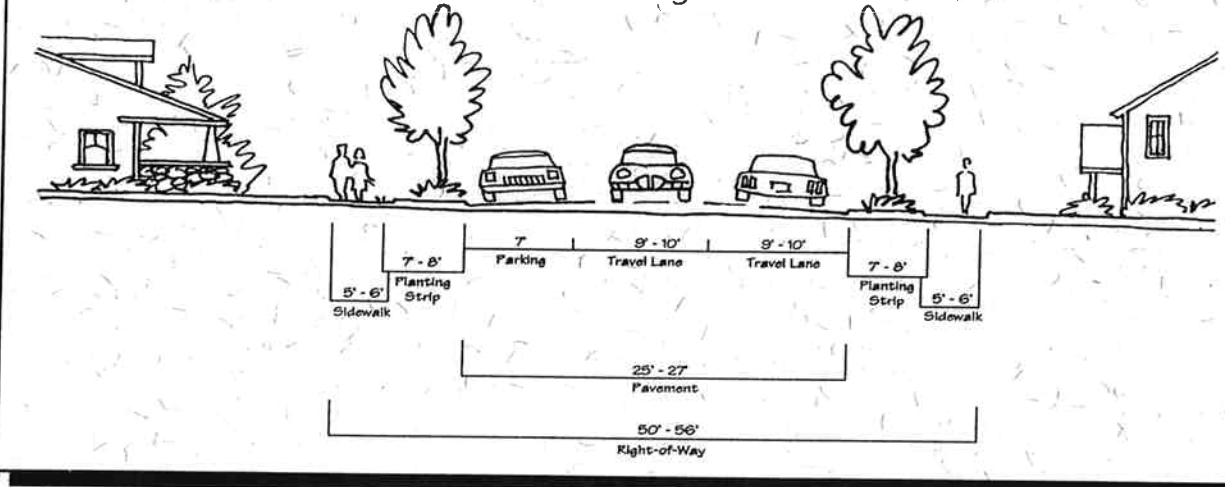 7' Parking
9' - 10' Travel Lane
9' - 10' Travel Lane
7' - 8' Planting Strip
7' - 8' Planting Strip
5' - 6' Sidewalk
5' - 6' Sidewalk
25' - 27' Pavement
50' - 56' Right-of-Way